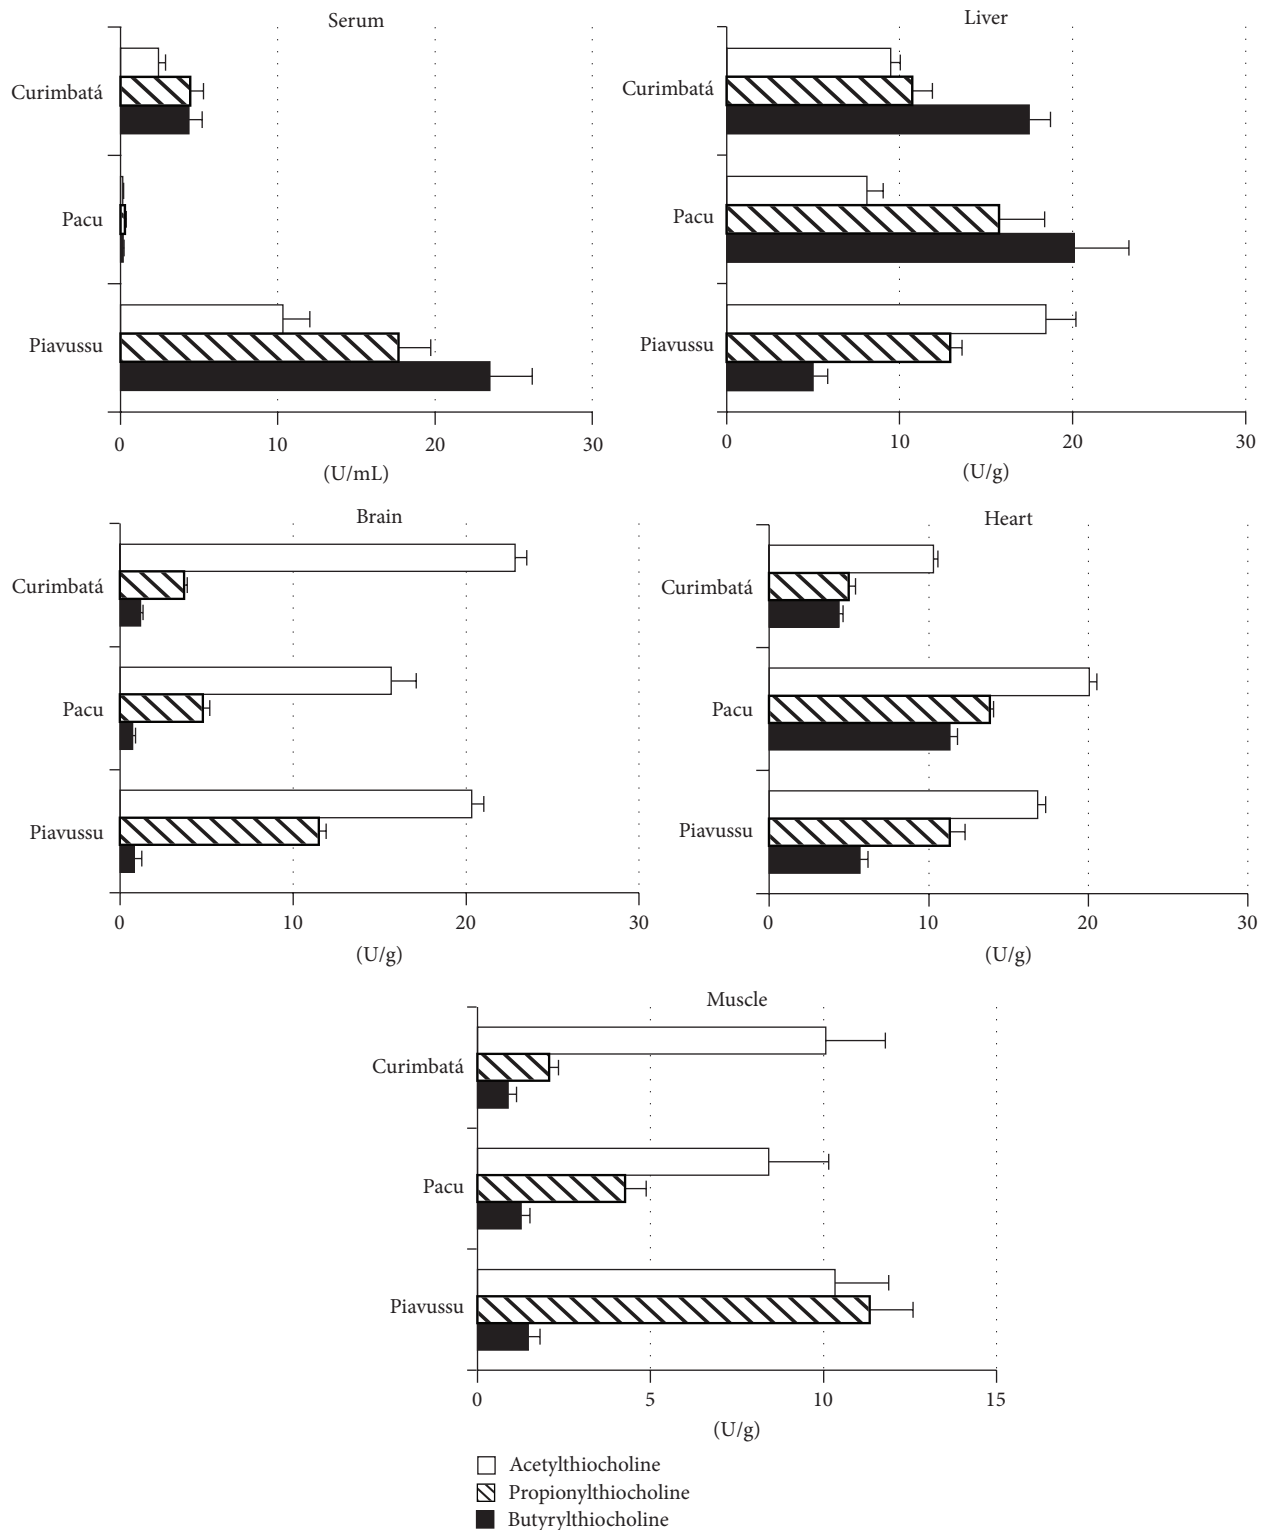 Serum
Curimbatá
Pacu
Piavussu
0 10 20 30
(U/mL)
Liver
Curimbatá
Pacu
Piavussu
0 10 20 30
(U/g)
Brain
Curimbatá
Pacu
Piavussu
0 10 20 30
(U/g)
Heart
Curimbatá
Pacu
Piavussu
0 10 20 30
(U/g)
Muscle
Curimbatá
Pacu
Piavussu
0 5 10 15
(U/g)
Acetylthiocholine
Propionylthiocholine
Butyrylthiocholine